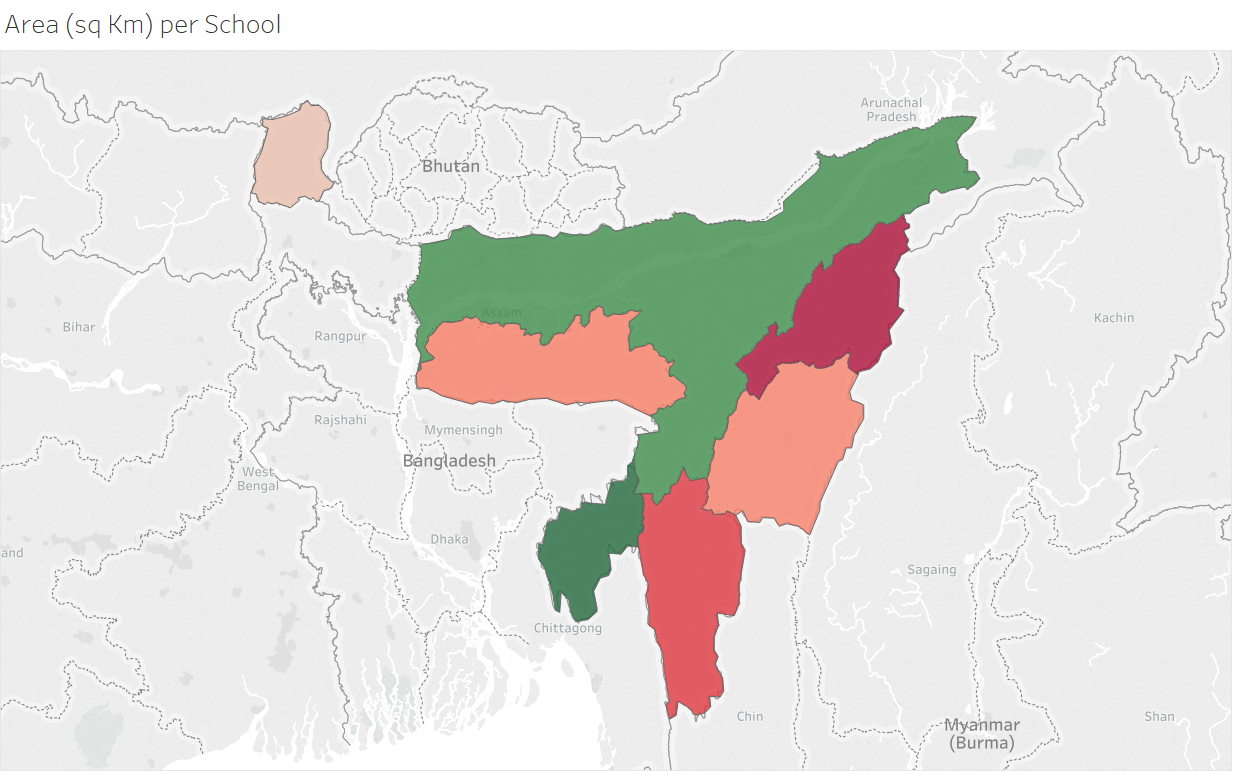 Area (sq Km) per School
Arunachal
Pradesh
Bhutan
Assam
Bihar
Rangpur
Kachin
Rajshahi
Mymensingh
Bangladesh
West
Bengal
Dhaka
and
Sagaing
Chittagong
Chin
Shan
Myanmar
(Burma)